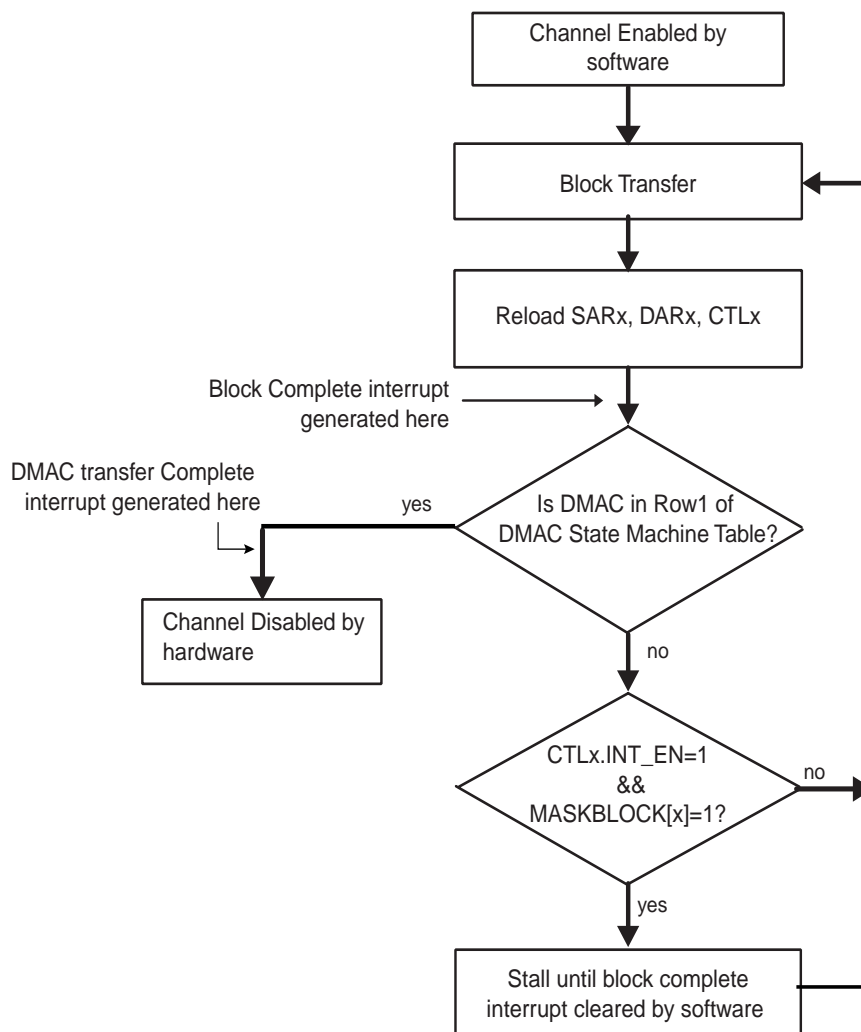 Channel Enabled by
software
Block Transfer
Reload SARx, DARx, CTLx
Block Complete interrupt
generated here
DMAC transfer Complete
interrupt generated here
yes
Is DMAC in Row1 of
DMAC State Machine Table?
Channel Disabled by
hardware
no
CTLx.INT_EN=1
&&
MASKBLOCK[x]=1?
no
yes
Stall until block complete
interrupt cleared by software